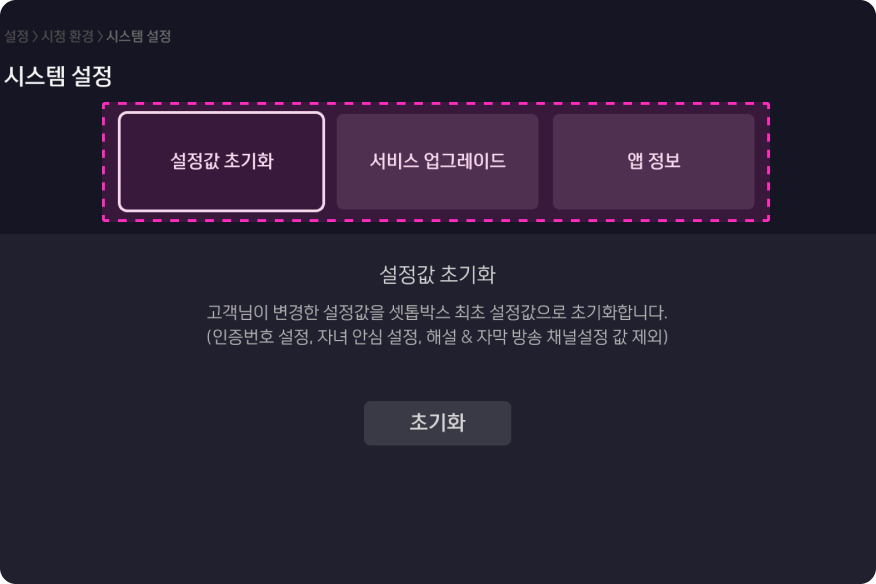 설정 > 시청 환경 > 시스템 설정
시스템 설정
설정값 초기화
서비스 업그레이드
앱 정보
설정값 초기화
고객님이 변경한 설정값을 셋톱박스 최초 설정값으로 초기화합니다.
(인증번호 설정, 자녀 안심 설정, 해설 & 자막 방송 채널설정 값 제외)
초기화